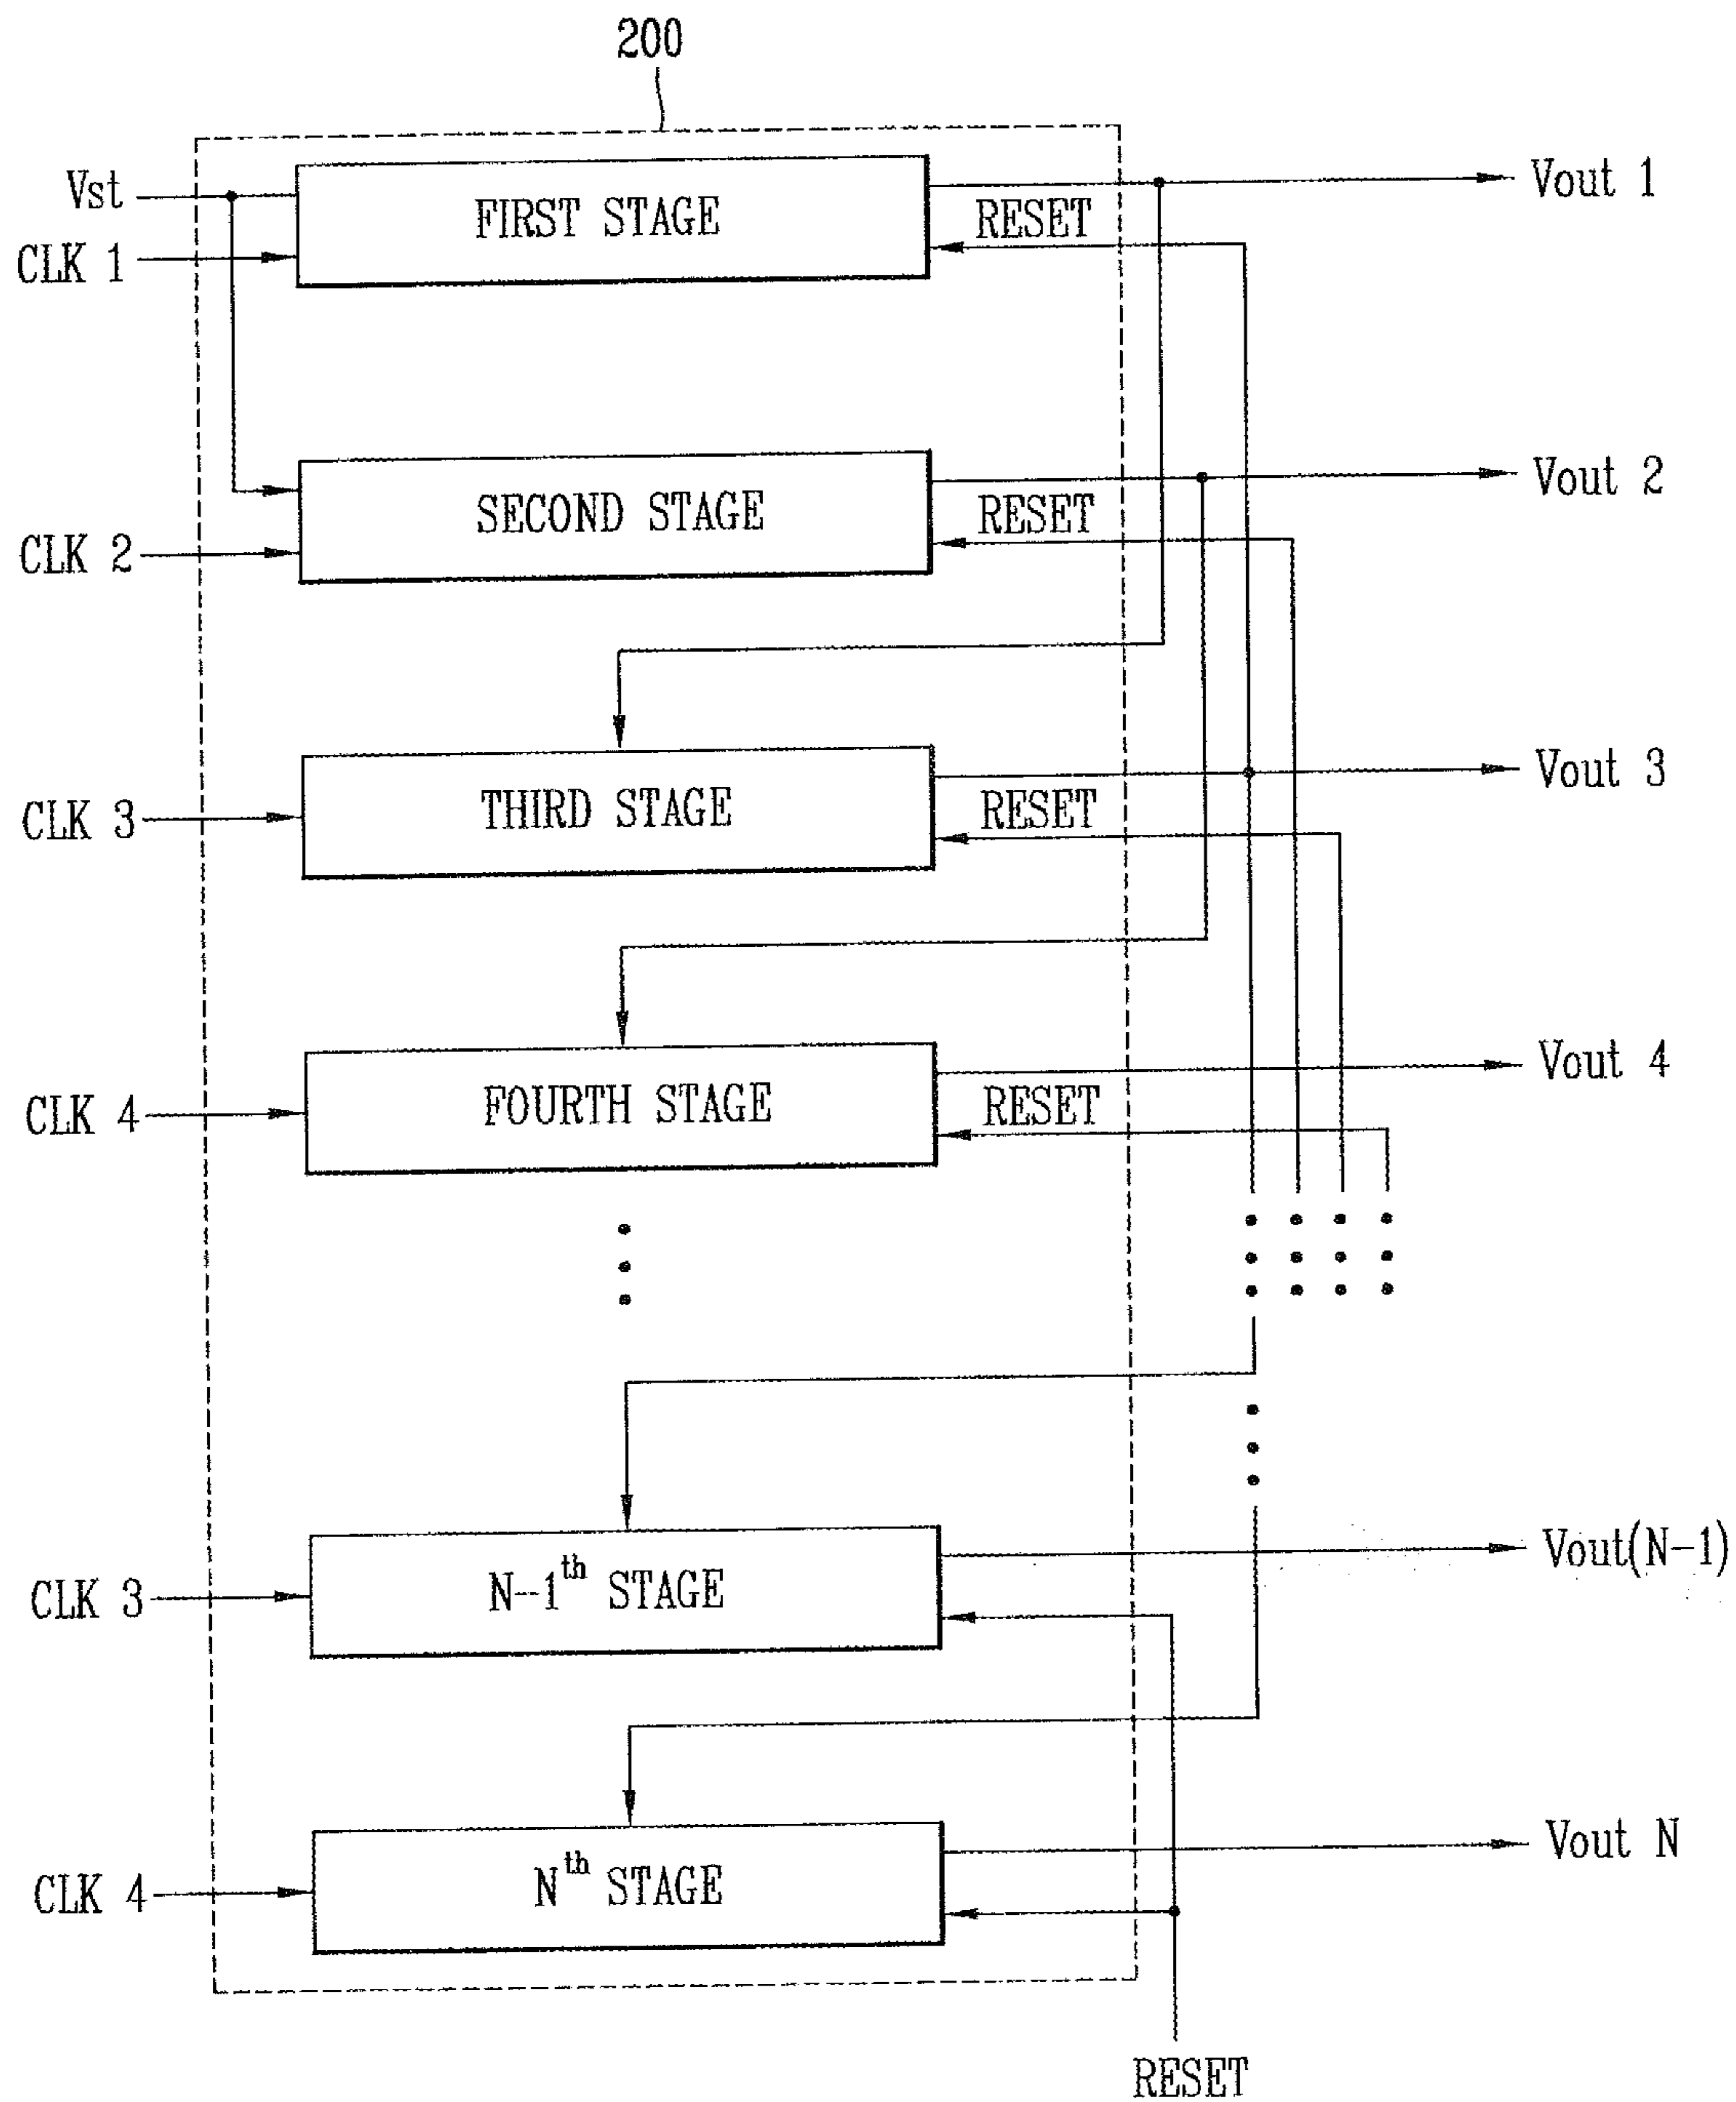 200
Vst
FIRST STAGE
Vout 1
RESET
CLK 1
SECOND STAGE
Vout 2
RESET
CLK 2
THIRD STAGE
Vout 3
RESET
CLK 3
FOURTH STAGE
Vout 4
RESET
CLK 4
N-1th STAGE
Vout(N-1)
CLK 3
Nth STAGE
Vout N
CLK 4
RESET